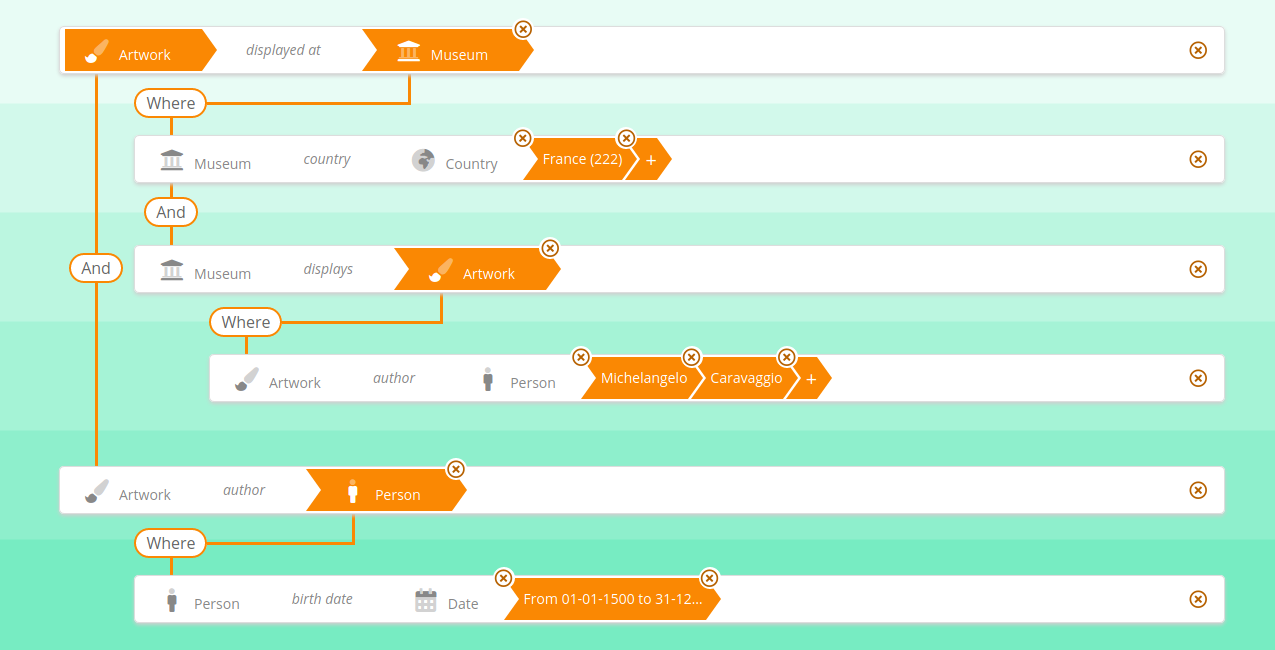 Artwork displayed at Museum
Where
Museum country Country France (222) +
And
Museum displays Artwork
And
Where
Artwork author Person Michelangelo Caravaggio +
Artwork author Person
Where
Person birth date Date From 01-01-1500 to 31-12...